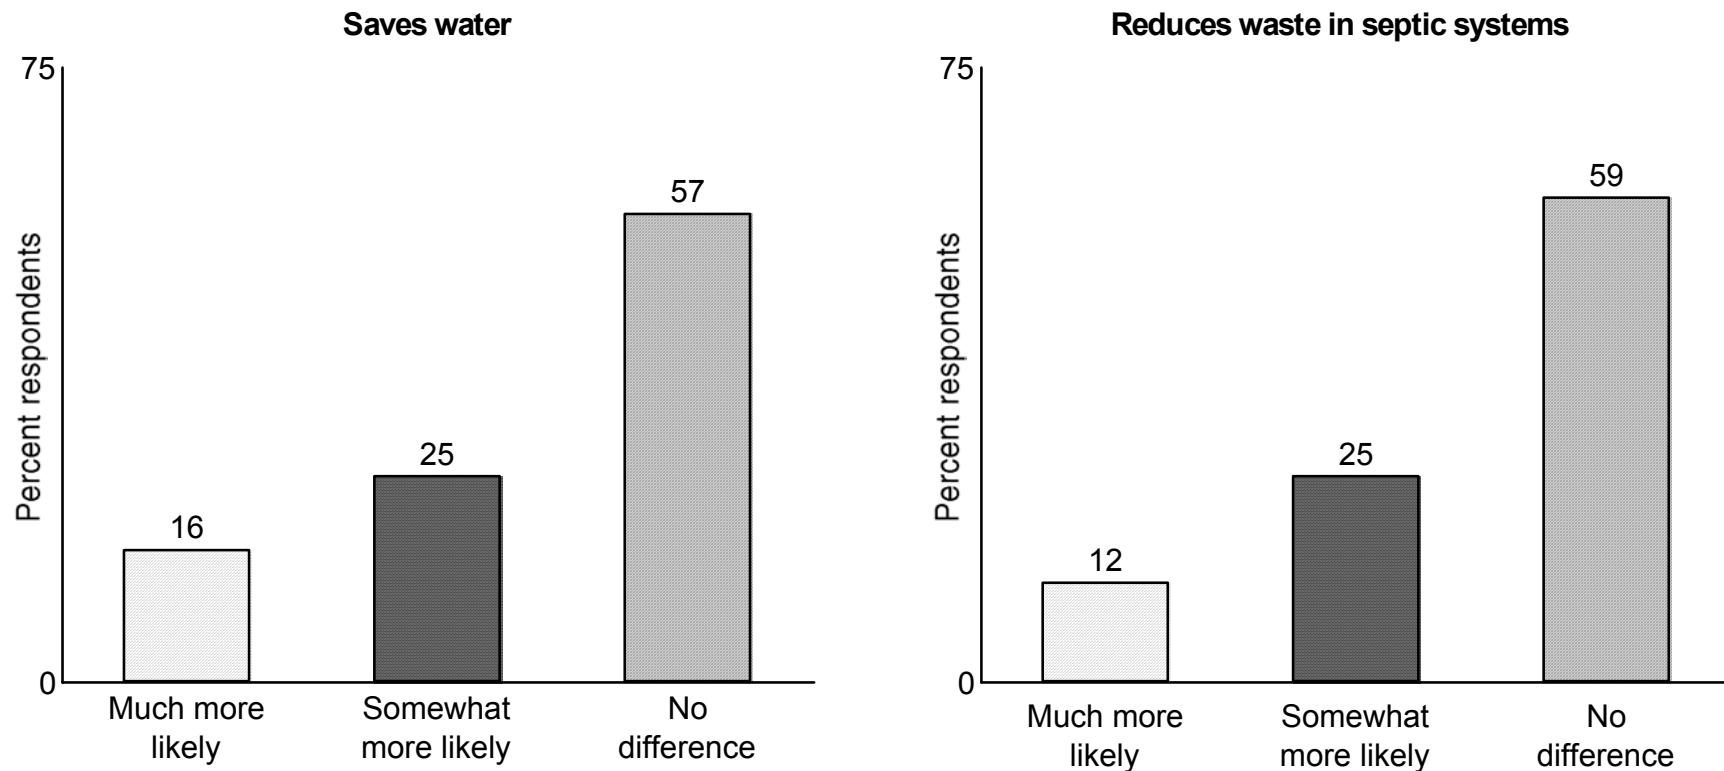 Saves water
75
Percent respondents
57
25
16
0
Much more
likely
Somewhat
more likely
No
difference
Reduces waste in septic systems
75
Percent respondents
59
25
12
0
Much more
likely
Somewhat
more likely
No
difference